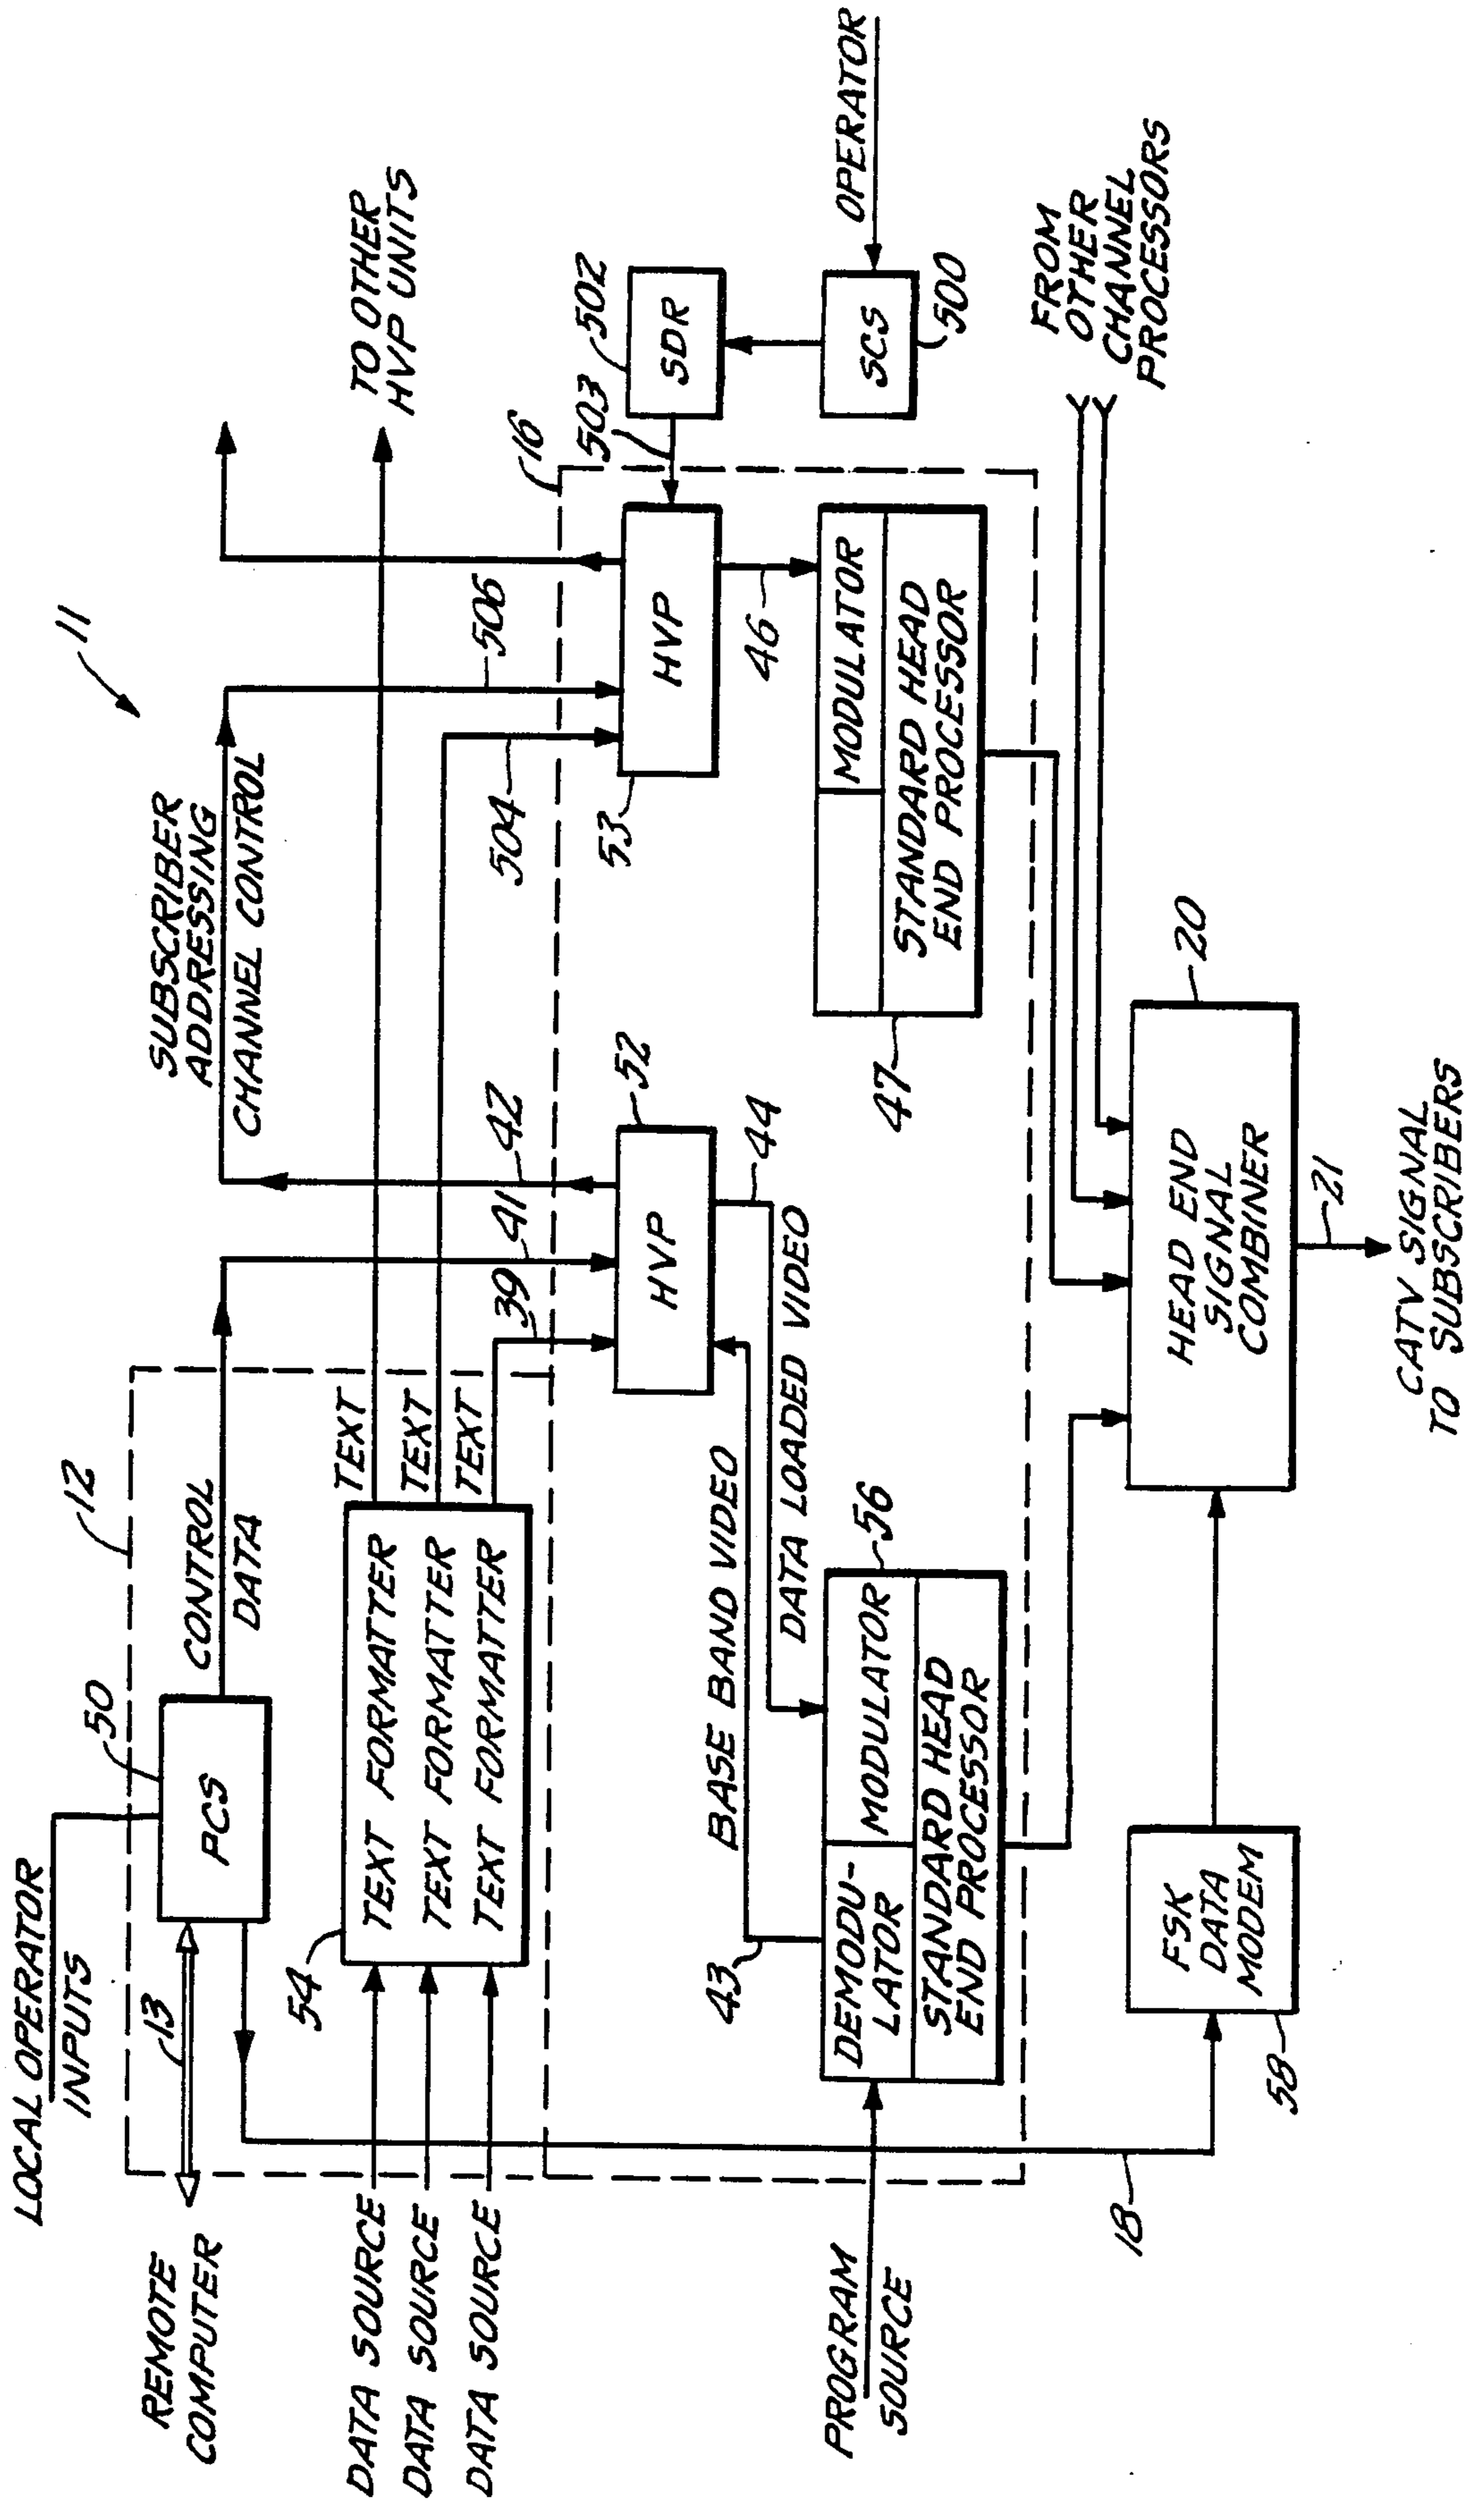 11
LOCAL OPERATOR
INPUTS
REMOTE
COMPUTER
13
50
PCS
12
CONTROL
DATA
SUBSCRIBER
ADDRESSING
CHANNEL CONTROL
TO OTHER
HVP UNITS
DATA SOURCE
DATA SOURCE
DATA SOURCE
54
TEXT FORMATTER
TEXT FORMATTER
TEXT FORMATTER
TEXT
TEXT
TEXT
39
41
42
504
506
16
503
502
HVP
52
HVP
53
SDR
43
BASE BAND VIDEO
DATA LOADED VIDEO
44
46
OPERATOR
SCS
500
PROGRAM
SOURCE
DEMODU-
LATOR
MODULATOR
STANDARD HEAD
END PROCESSOR
56
47
MODULATOR
STANDARD HEAD
END PROCESSOR
FROM
OTHER
CHANNEL
PROCESSORS
18
58
FSK
DATA
MODEM
HEAD END
SIGNAL
COMBINER
20
21
CATV SIGNAL
TO SUBSCRIBERS